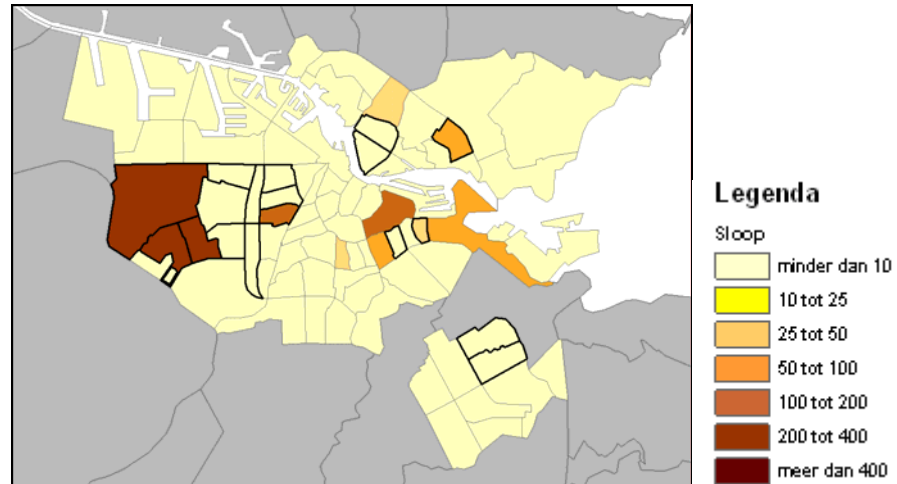 Legenda
Sloop
minder dan 10
10 tot 25
25 tot 50
50 tot 100
100 tot 200
200 tot 400
meer dan 400